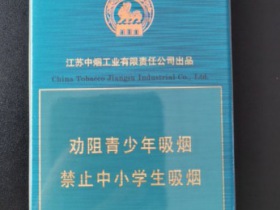 江苏中烟工业有限责任公司出品
China Tobacco Jiangsu Industrial Co., Ltd.
劝阻青少年吸烟
禁止中小学生吸烟